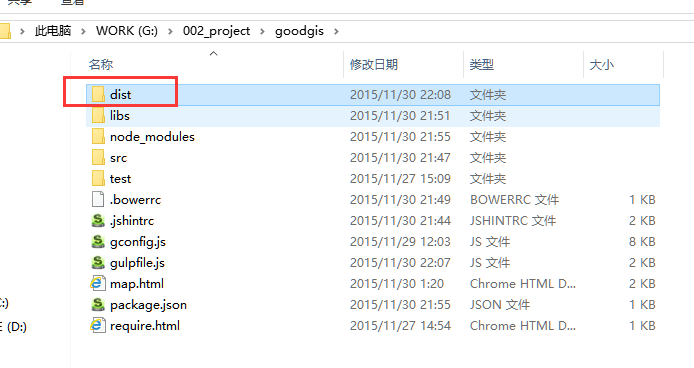 共享 查看
此电脑 > WORK (G:) > 002_project > goodgis >
名称 修改日期 类型 大小
dist 2015/11/30 22:08 文件夹
libs 2015/11/30 21:51 文件夹
node_modules 2015/11/30 21:55 文件夹
src 2015/11/30 21:47 文件夹
test 2015/11/27 15:09 文件夹
.bowerrc 2015/11/30 21:49 BOWERRC 文件 1 KB
.jshintrc 2015/11/30 21:44 JSHINTRC 文件 2 KB
gconfig.js 2015/11/29 12:03 JS 文件 8 KB
gulpfile.js 2015/11/30 22:07 JS 文件 2 KB
map.html 2015/11/30 1:20 Chrome HTML D... 2 KB
package.json 2015/11/30 21:55 JSON 文件 1 KB
require.html 2015/11/27 14:54 Chrome HTML D... 1 KB
:)
E (D:)